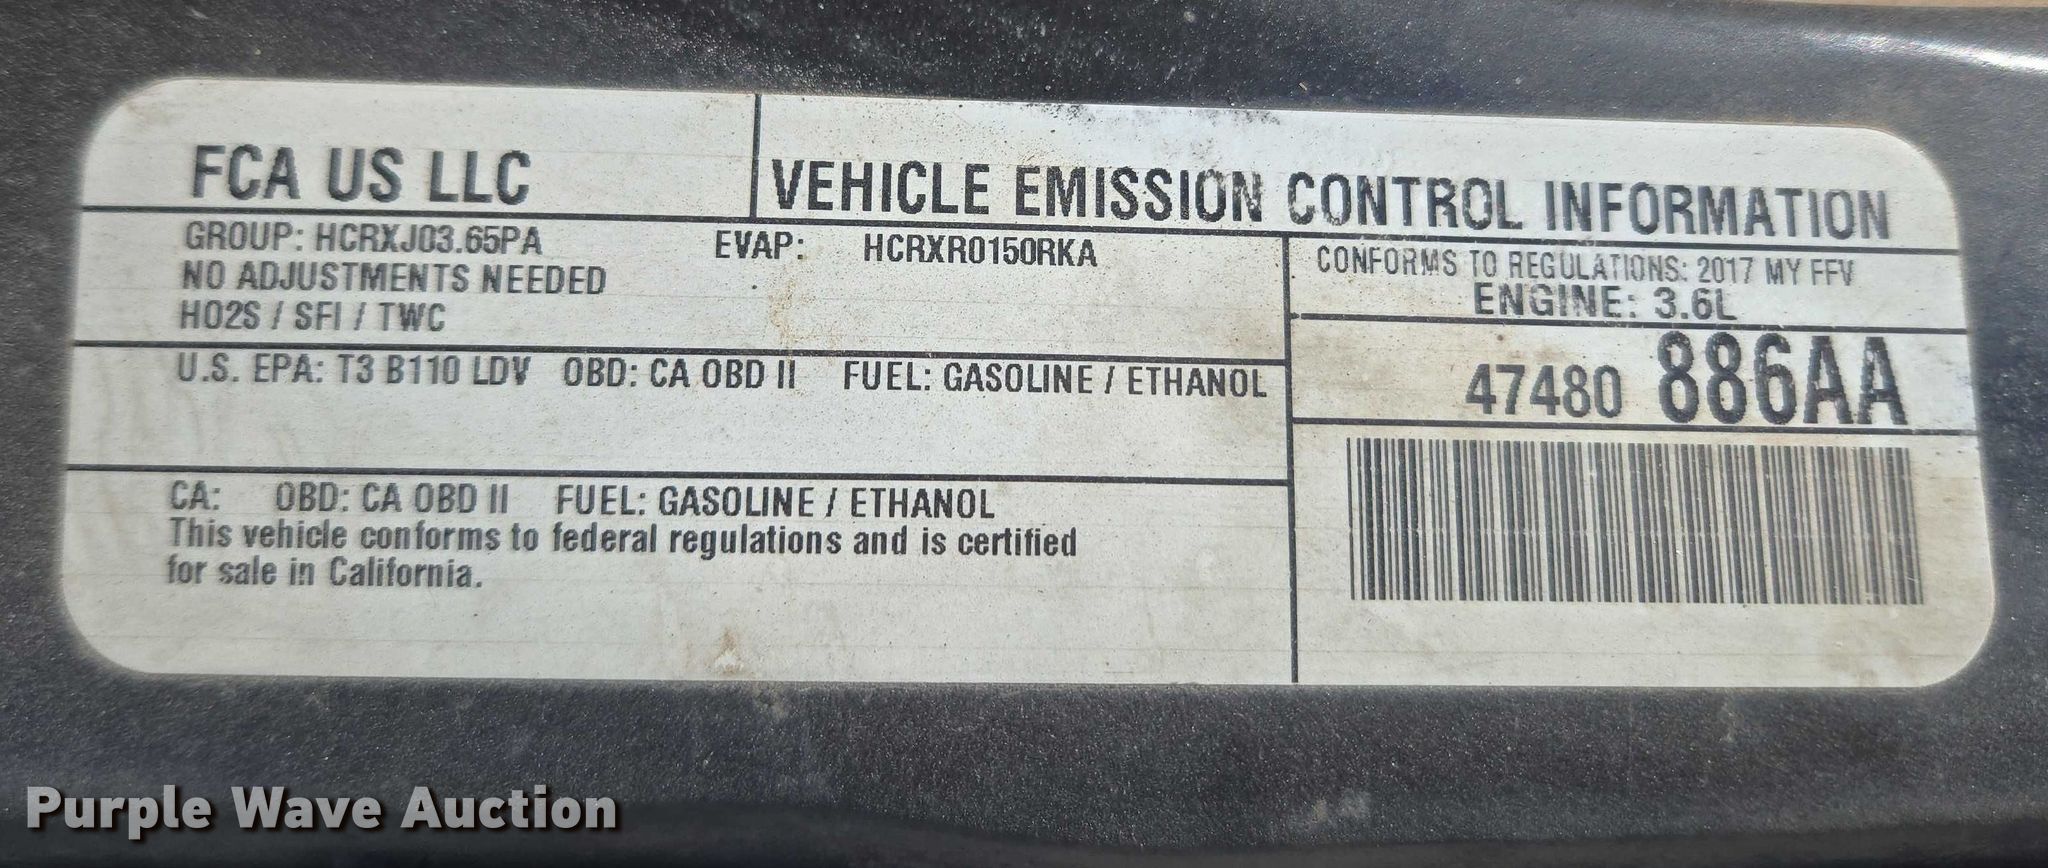 FCA US LLC
VEHICLE EMISSION CONTROL INFORMATION
GROUP: HCRXJ03.65PA EVAP: HCRXR0150RKA
NO ADJUSTMENTS NEEDED
HO2S / SFI / TWC
CONFORMS TO REGULATIONS: 2017 MY FFV
ENGINE: 3.6L
U.S. EPA: T3 B110 LDV OBD: CA OBD II FUEL: GASOLINE / ETHANOL
47480 886AA
CA: OBD: CA OBD II FUEL: GASOLINE / ETHANOL
This vehicle conforms to federal regulations and is certified
for sale in California.
Purple Wave Auction